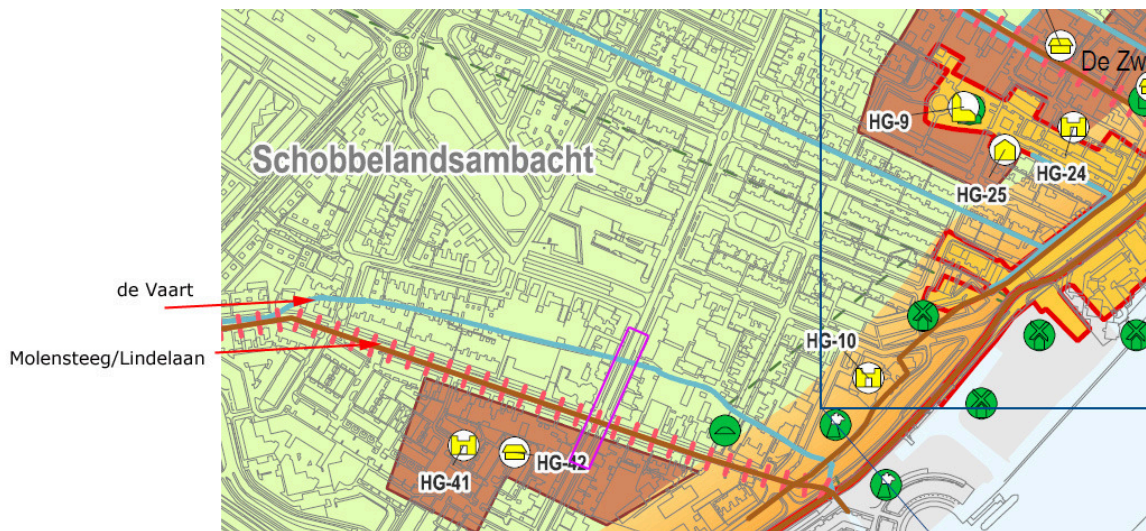 De Zw
HG-9
HG-24
HG-25
Schobbelandsambacht
de Vaart
Molensteeg/Lindelaan
HG-10
HG-42
HG-41